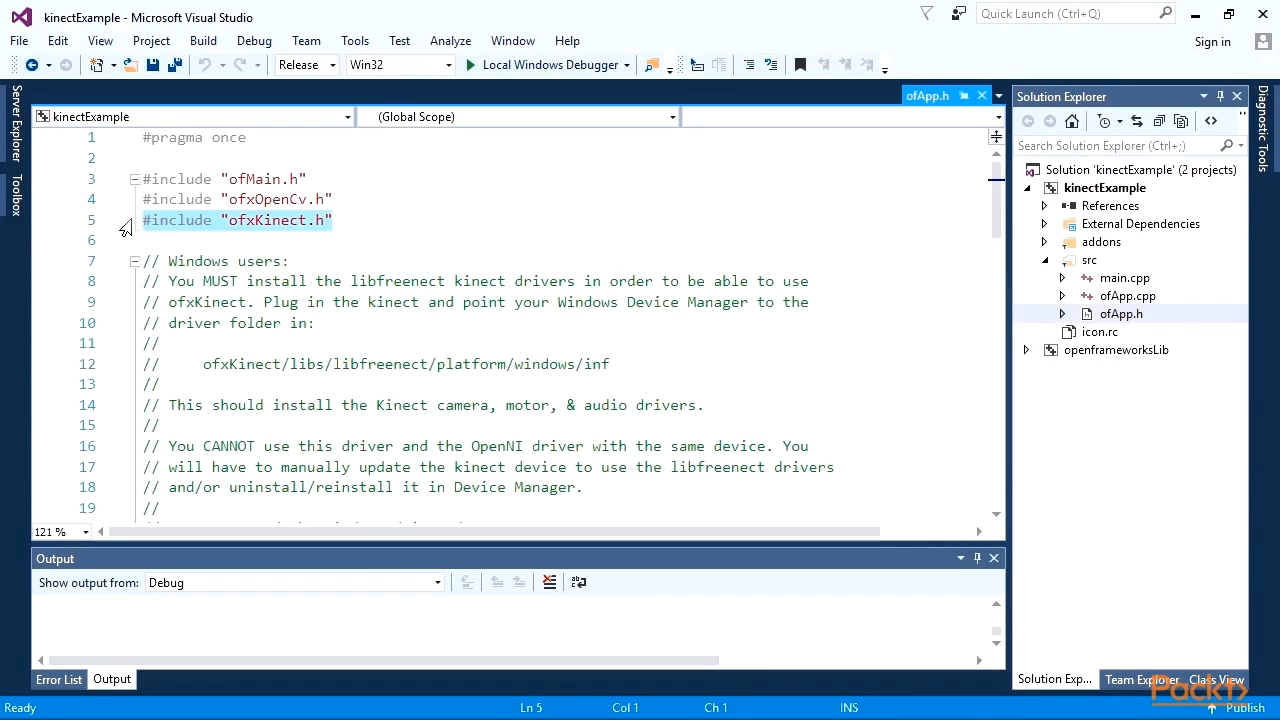 kinectExample - Microsoft Visual Studio
Quick Launch (Ctrl+Q)
File Edit View Project Build Debug Team Tools Test Analyze Window Help
Sign in
Release Win32 Local Windows Debugger
Server Explorer
Toolbox
ofApp.h
kinectExample (Global Scope)
1 #pragma once
2
3 #include "ofMain.h"
4 #include "ofxOpenCv.h"
5 #include "ofxKinect.h"
6
7 // Windows users:
8 // You MUST install the libfreenect kinect drivers in order to be able to use
9 // ofxKinect. Plug in the kinect and point your Windows Device Manager to the
10 // driver folder in:
11 //
12 // ofxKinect/libs/libfreenect/platform/windows/inf
13 //
14 // This should install the Kinect camera, motor, & audio drivers.
15 //
16 // You CANNOT use this driver and the OpenNI driver with the same device. You
17 // will have to manually update the kinect device to use the libfreenect drivers
18 // and/or uninstall/reinstall it in Device Manager.
19 //
121 %
Output
Show output from: Debug
Error List Output
Solution Explorer
Search Solution Explorer (Ctrl+;)
Solution 'kinectExample' (2 projects)
kinectExample
References
External Dependencies
addons
src
main.cpp
ofApp.cpp
ofApp.h
icon.rc
openframeworksLib
Solution Exp... Team Explorer Class View
Diagnostic Tools
Packt>
Ready Ln 5 Col 1 Ch 1 INS Publish